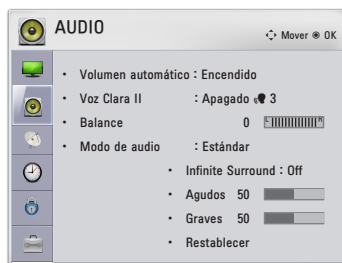 AUDIO
Mover OK
• Volumen automático : Encendido
• Voz Clara II : Apagado 3
• Balance 0 L R
• Modo de audio : Estándar
• Infinite Surround : Off
• Agudos 50
• Graves 50
• Restablecer